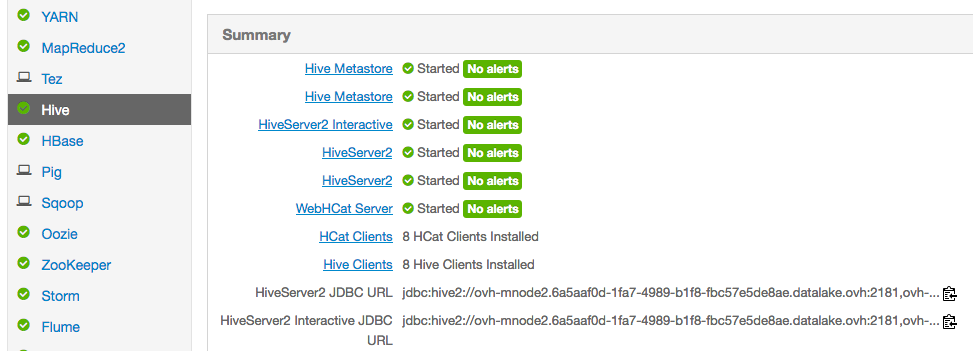 YARN
MapReduce2
Tez
Hive
HBase
Pig
Sqoop
Oozie
ZooKeeper
Storm
Flume
Summary
Hive Metastore Started No alerts
Hive Metastore Started No alerts
HiveServer2 Interactive Started No alerts
HiveServer2 Started No alerts
HiveServer2 Started No alerts
WebHCat Server Started No alerts
HCat Clients 8 HCat Clients Installed
Hive Clients 8 Hive Clients Installed
HiveServer2 JDBC URL jdbc:hive2://ovh-mnode2.6a5aaf0d-1fa7-4989-b1f8-fbc57e5de8ae.datalake.ovh:2181,ovh-...
HiveServer2 Interactive JDBC jdbc:hive2://ovh-mnode2.6a5aaf0d-1fa7-4989-b1f8-fbc57e5de8ae.datalake.ovh:2181,ovh-...
URL